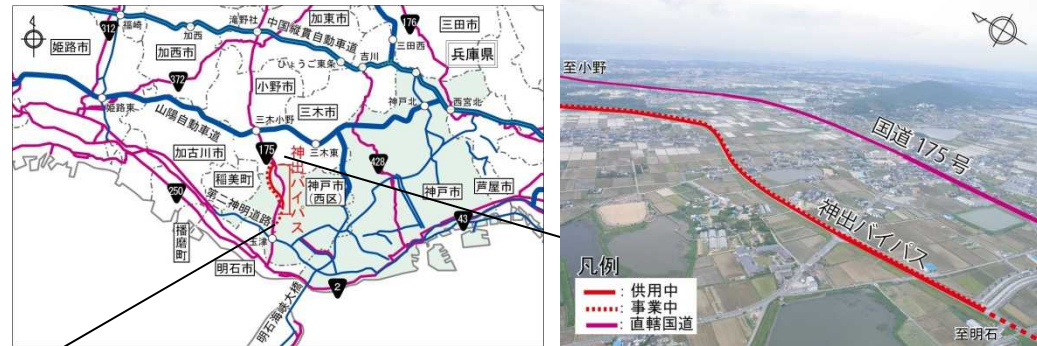 312
福崎
滝野社
加東市
中国縦貫自動車道
176
三田市
加西
三田西
姫路市
加西市
吉川
ひょうご東条
兵庫県
372
小野市
神戸北
西宮北
姫路東
山陽自動車道
三木小野
三木市
175
三木東
加古川市
神出バイパス
428
稲美町
神戸市
(西区)
神戸市
芦屋市
250
第二神明道路
43
播磨町
玉津
明石市
2
明石海峡大橋
至小野
国道175号
神出バイパス
凡例
：供用中
：事業中
：直轄国道
至明石